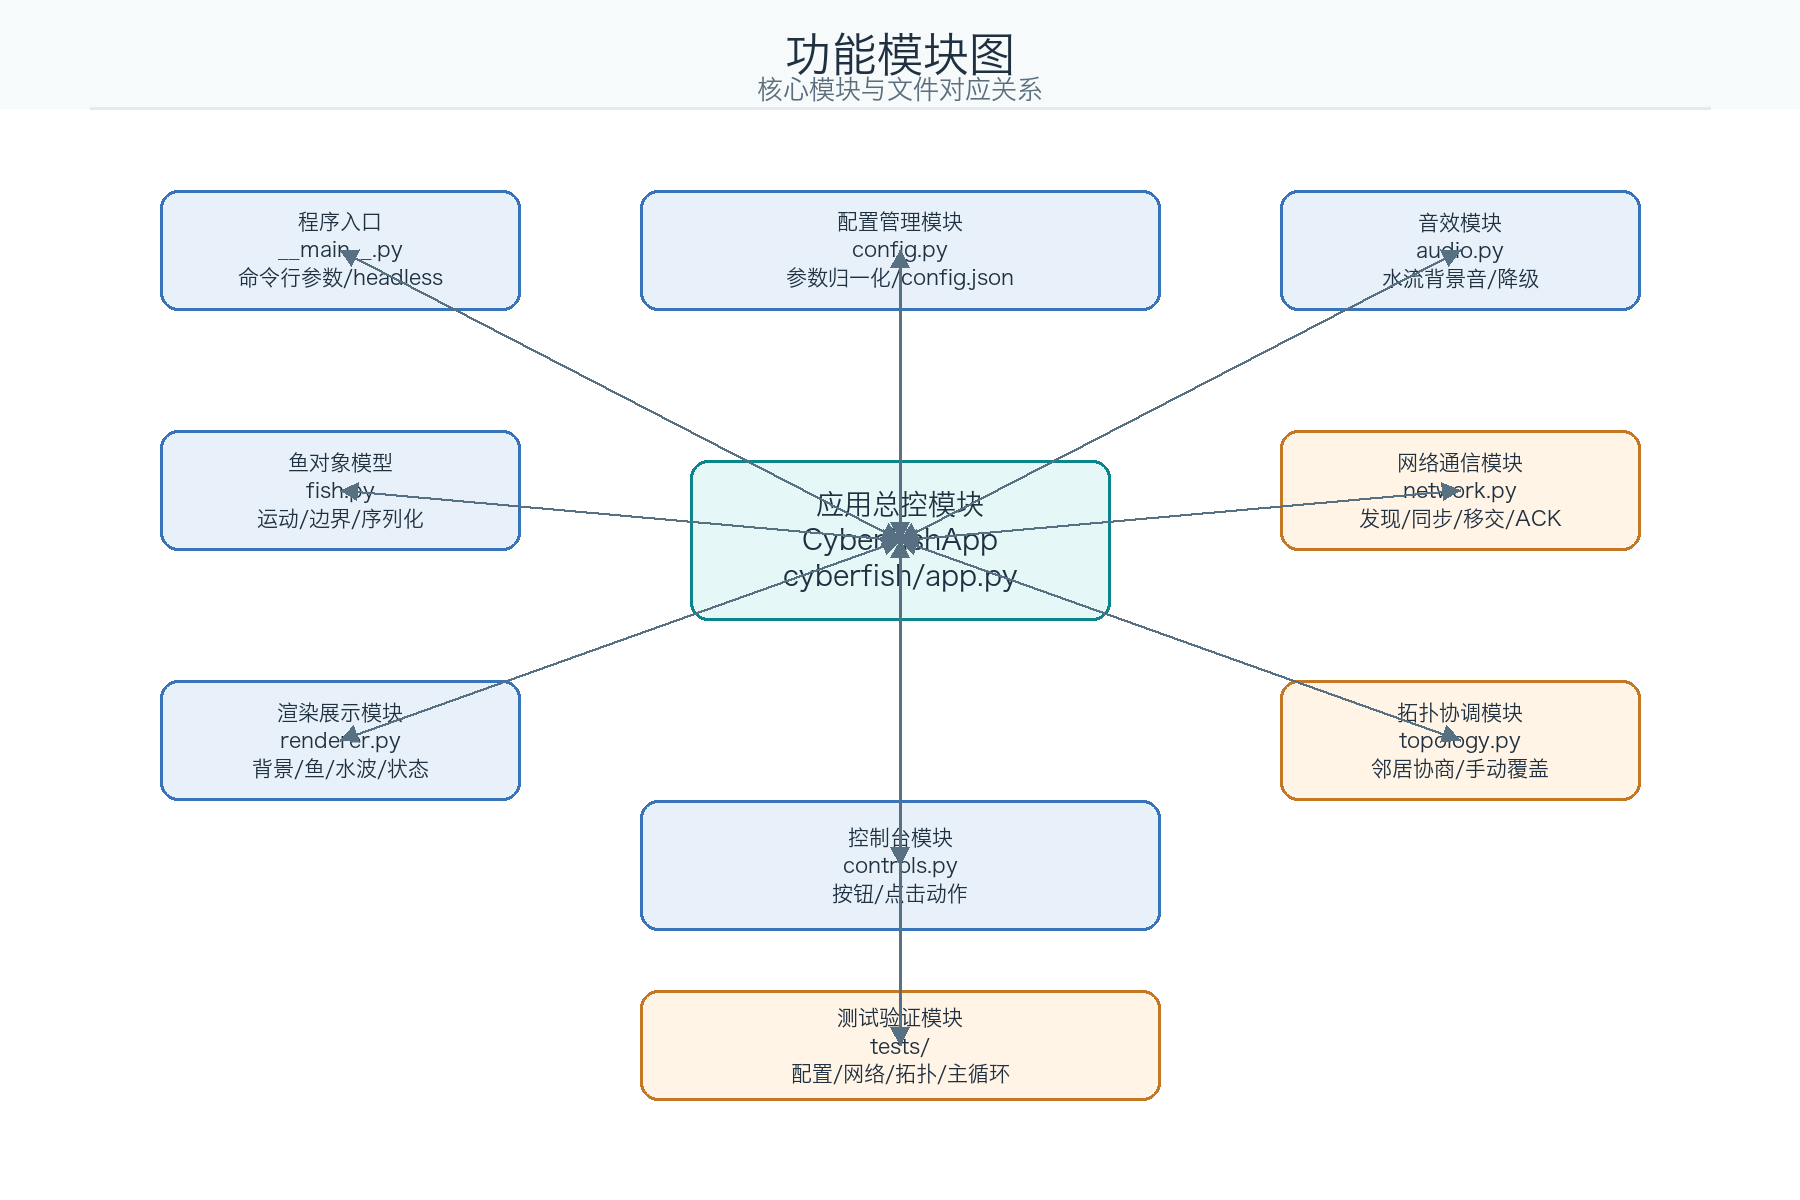 功能模块图
核心模块与文件对应关系
程序入口
__main__.py
命令行参数/headless
配置管理模块
config.py
参数归一化/config.json
音效模块
audio.py
水流背景音/降级
鱼对象模型
fish.py
运动/边界/序列化
应用总控模块
CyberFishApp
cyberfish/app.py
网络通信模块
network.py
发现/同步/移交/ACK
渲染展示模块
renderer.py
背景/鱼/水波/状态
拓扑协调模块
topology.py
邻居协商/手动覆盖
控制台模块
controls.py
按钮/点击动作
测试验证模块
tests/
配置/网络/拓扑/主循环